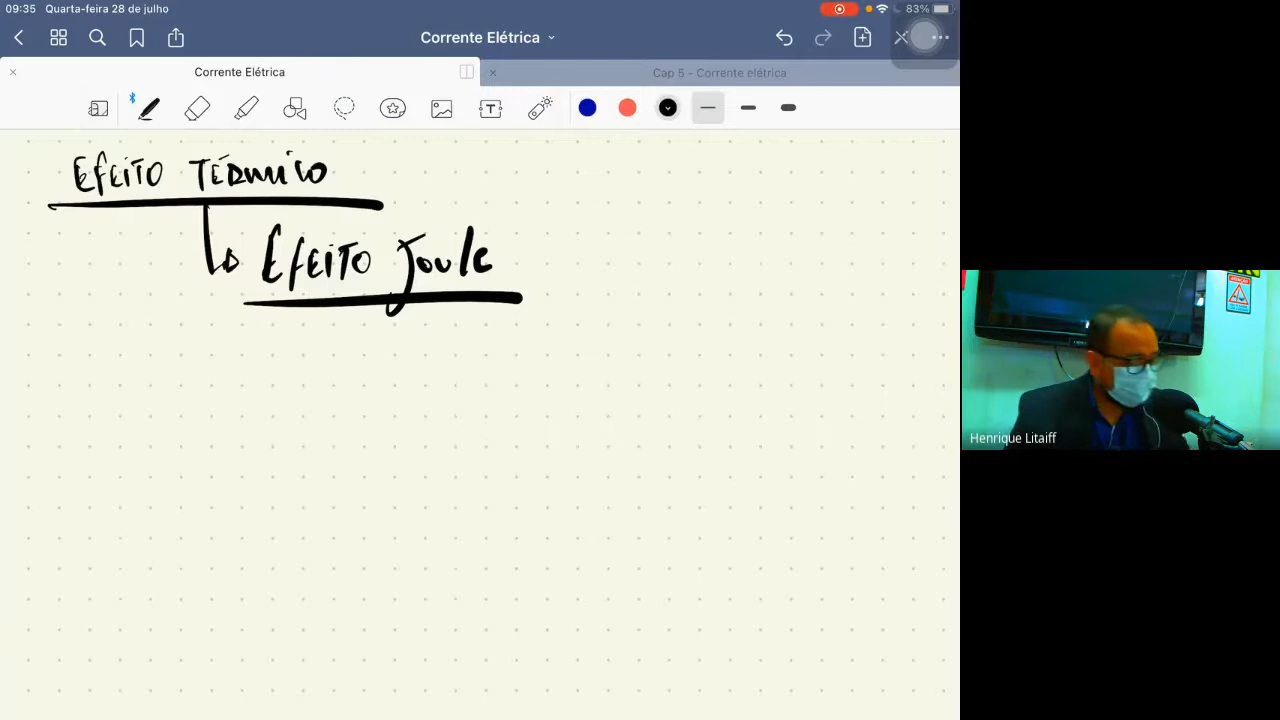 09:35 Quarta-feira 28 de julho
83%
Corrente Elétrica
Corrente Elétrica
Cap 5 - Corrente elétrica
T
EFEITO TÉRMICO
EFEITO Joule
Henrique Litaiff